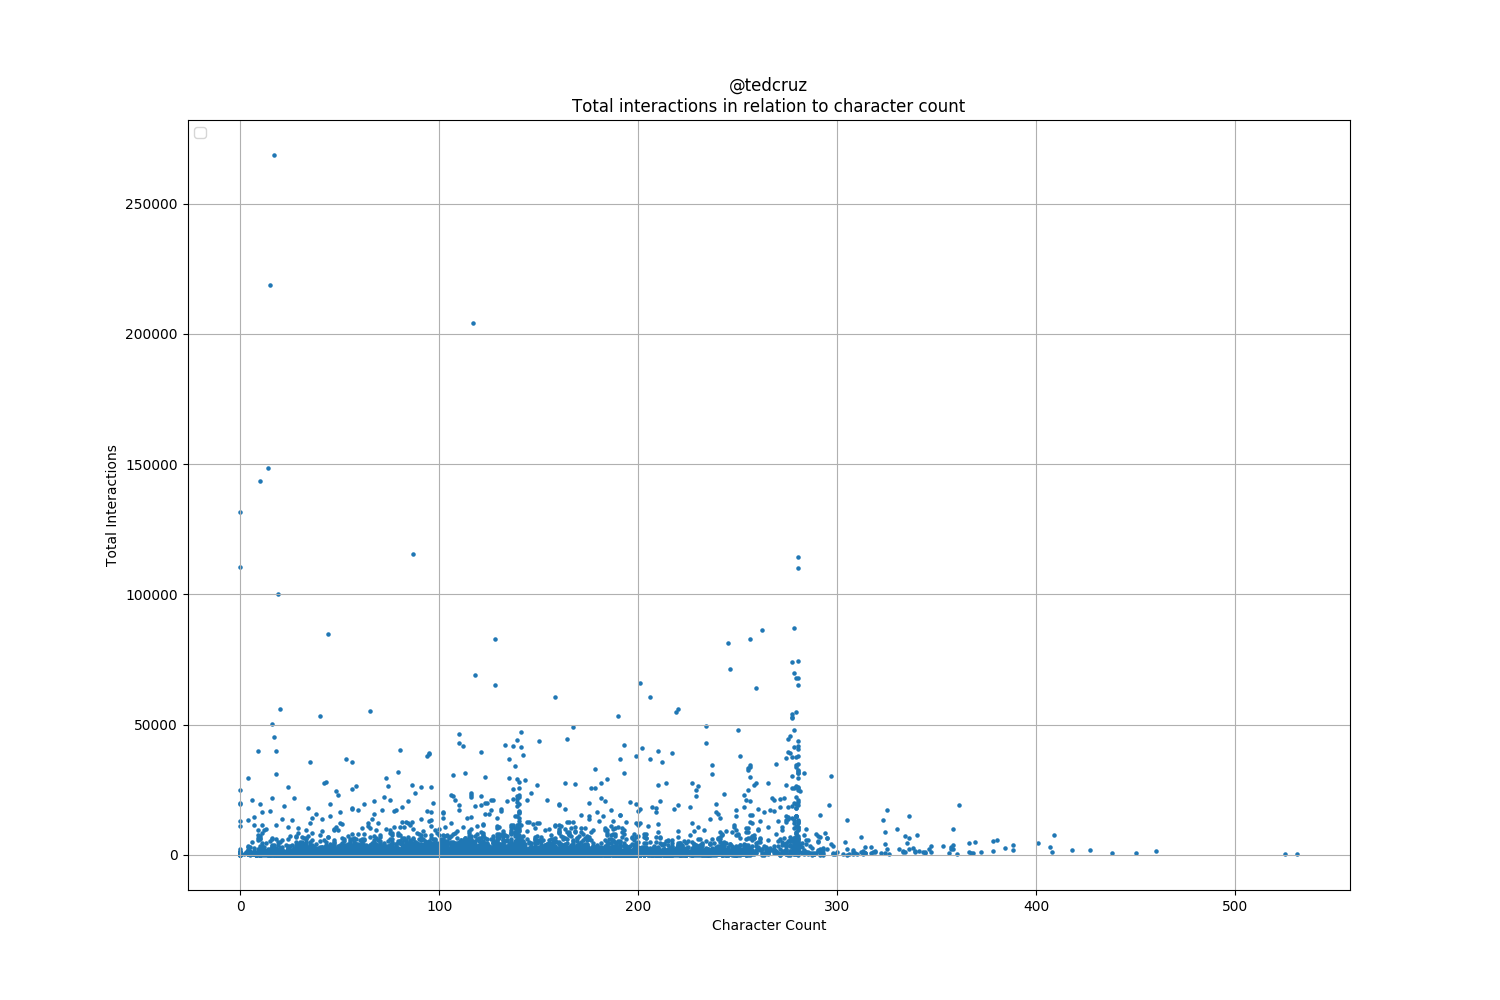 @tedcruz
Total interactions in relation to character count
250000
200000
150000
100000
50000
0
Total Interactions
0 100 200 300 400 500
Character Count